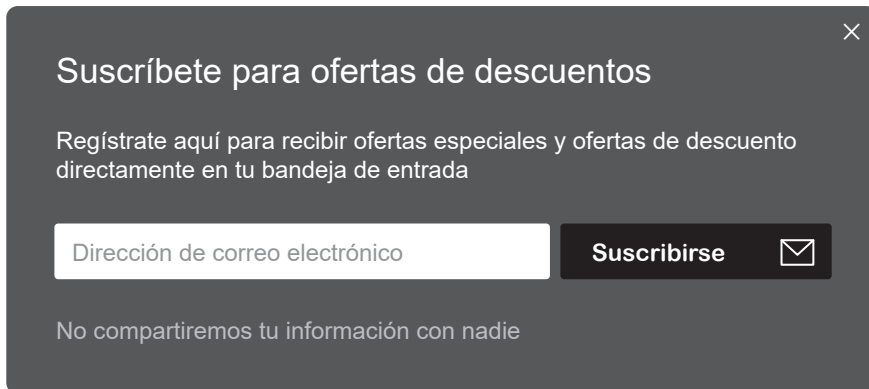 Suscríbete para ofertas de descuentos
Regístrate aquí para recibir ofertas especiales y ofertas de descuento
directamente en tu bandeja de entrada
Dirección de correo electrónico
Suscribirse
No compartiremos tu información con nadie